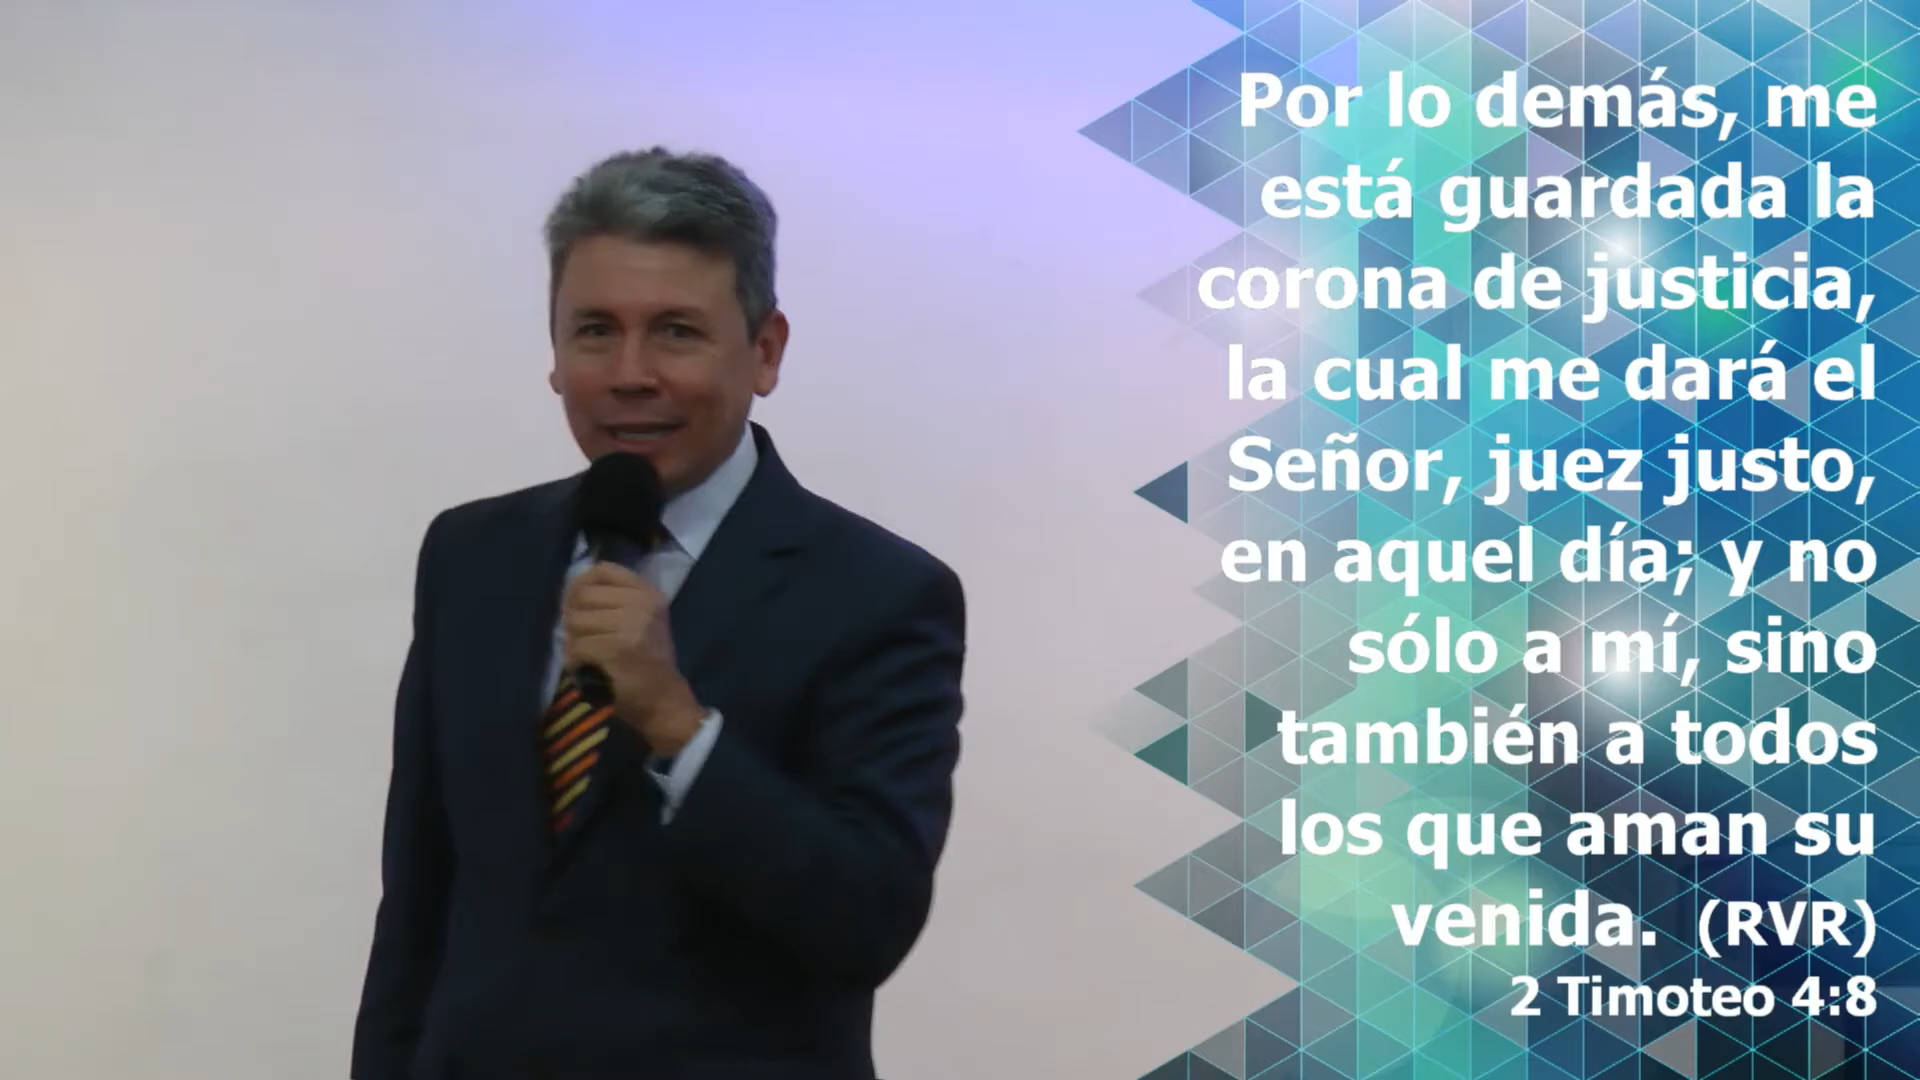 Por lo demás, me
está guardada la
corona de justicia,
la cual me dará el
Señor, juez justo,
en aquel día; y no
sólo a mí, sino
también a todos
los que aman su
venida. (RVR)
2 Timoteo 4:8